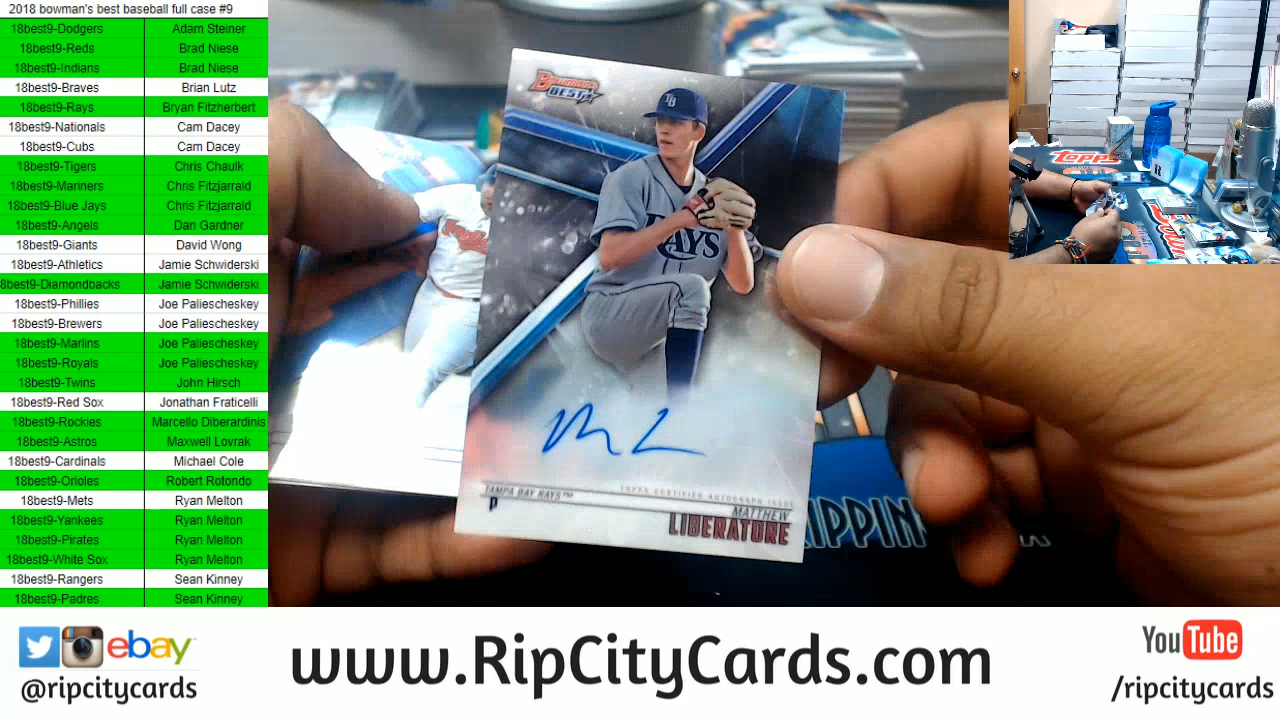 2018 bowman's best baseball full case #9
18best9-Dodgers Adam Steiner
18best9-Reds Brad Niese
18best9-Indians Brad Niese
18best9-Braves Brian Lutz
18best9-Rays Bryan Fitzherbert
18best9-Nationals Cam Dacey
18best9-Cubs Cam Dacey
18best9-Tigers Chris Chaulk
18best9-Mariners Chris Fitzjarrald
18best9-Blue Jays Chris Fitzjarrald
18best9-Angels Dan Gardner
18best9-Giants David Wong
18best9-Athletics Jamie Schwiderski
8best9-Diamondbacks Jamie Schwiderski
18best9-Phillies Joe Paliescheskey
18best9-Brewers Joe Paliescheskey
18best9-Marlins Joe Paliescheskey
18best9-Royals Joe Paliescheskey
18best9-Twins John Hirsch
18best9-Red Sox Jonathan Fraticelli
18best9-Rockies Marcello Diberardinis
18best9-Astros Maxwell Lovrak
18best9-Cardinals Michael Cole
18best9-Orioles Robert Rotondo
18best9-Mets Ryan Melton
18best9-Yankees Ryan Melton
18best9-Pirates Ryan Melton
18best9-White Sox Ryan Melton
18best9-Rangers Sean Kinney
18best9-Padres Sean Kinney
BOWMAN'S
BEST
TB
RAYS
TAMPA BAY RAYS™
TOPPS CERTIFIED AUTOGRAPH ISSUE
P
MATTHEW
LIBERATORE
RIPPIN
topps
ebay
@ripcitycards
www.RipCityCards.com
YouTube
/ripcitycards